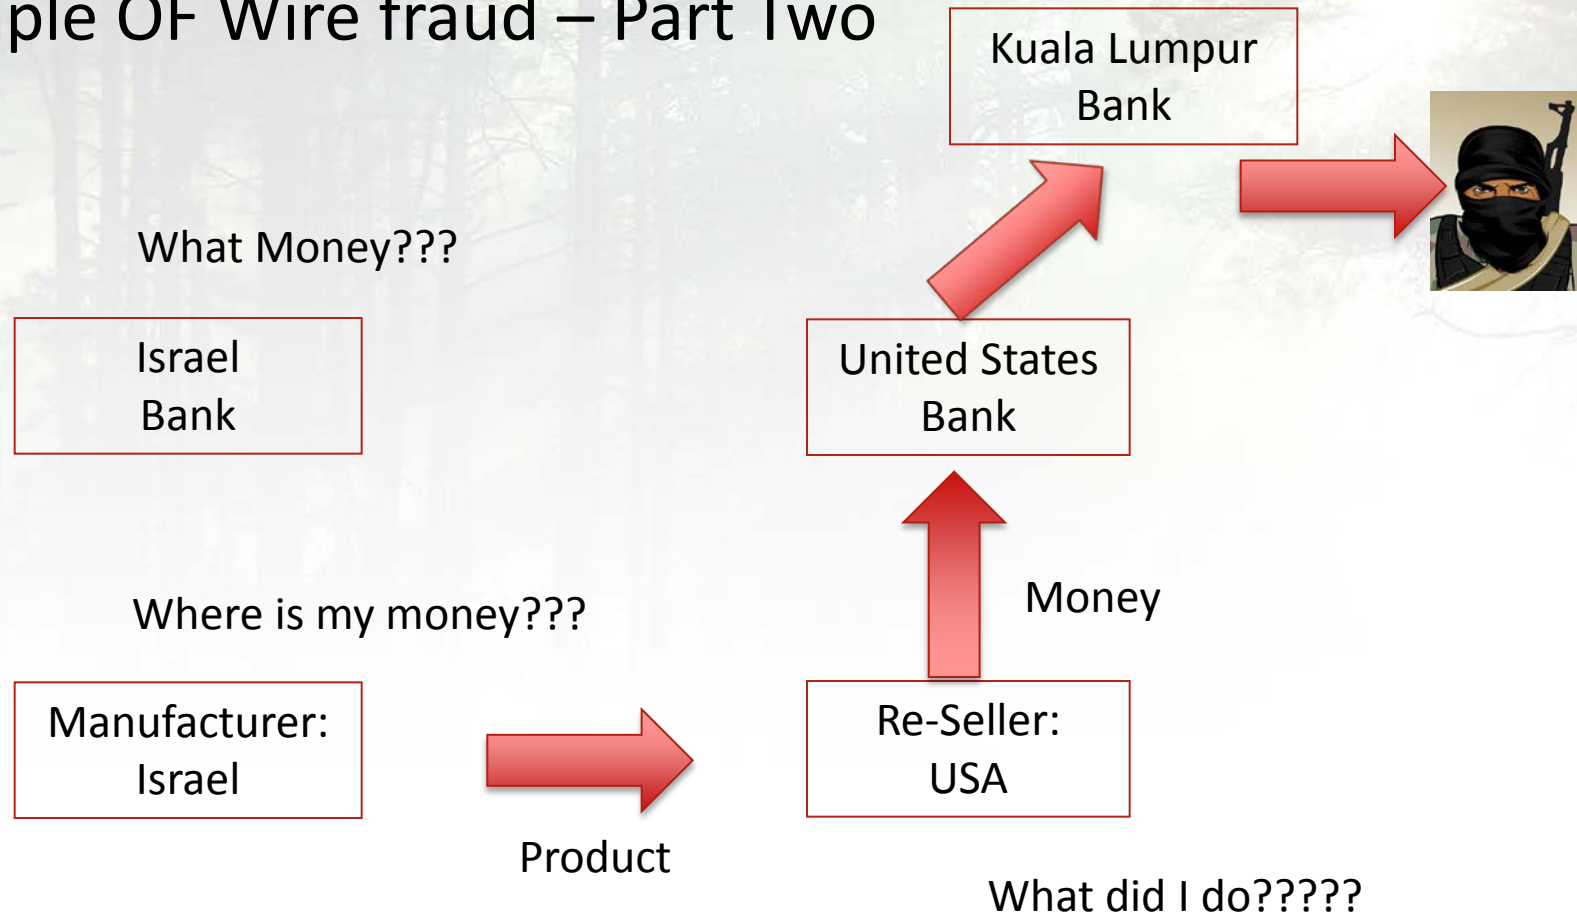 ple OF Wire fraud – Part Two
Kuala Lumpur
Bank
What Money???
Israel
Bank
United States
Bank
Where is my money???
Money
Manufacturer:
Israel
Re-Seller:
USA
Product
What did I do?????